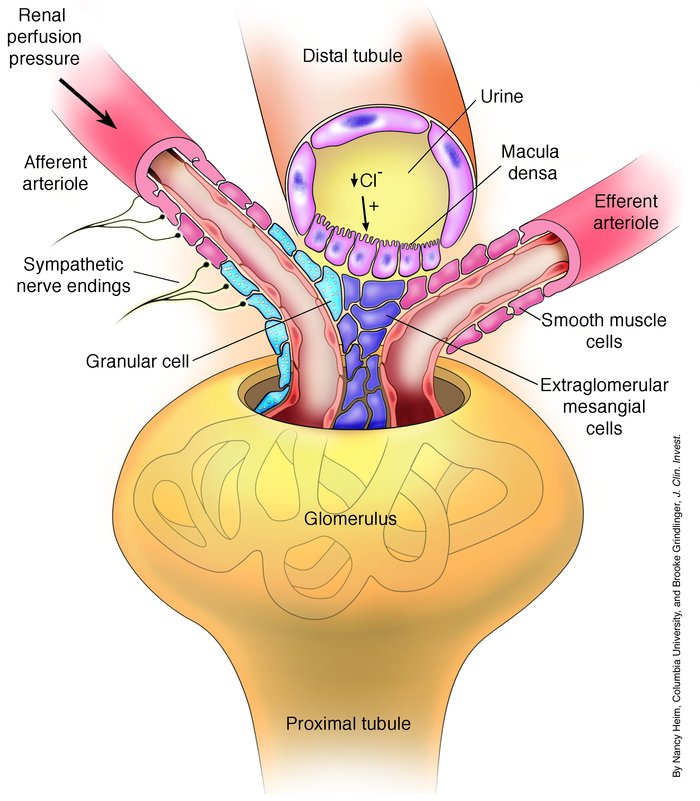 Renal
perfusion
pressure
Distal tubule
Urine
Afferent
arteriole
↓Cl-
+
Macula
densa
Efferent
arteriole
Sympathetic
nerve endings
Granular cell
Smooth muscle
cells
Extraglomerular
mesangial
cells
Glomerulus
Proximal tubule
By Nancy Heim, Columbia University, and Brooke Grindlinger, J. Clin. Invest.